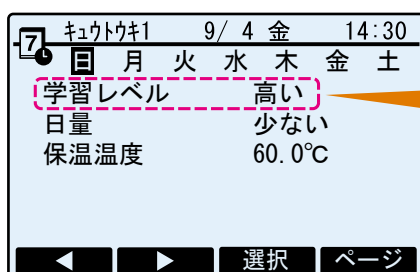 7 キュウトウキ1 9/ 4 金 14:30
日 月 火 水 木 金 土
学習レベル 高い
日量 少ない
保温温度 60.0℃
◀ ▶ 選択 ページ